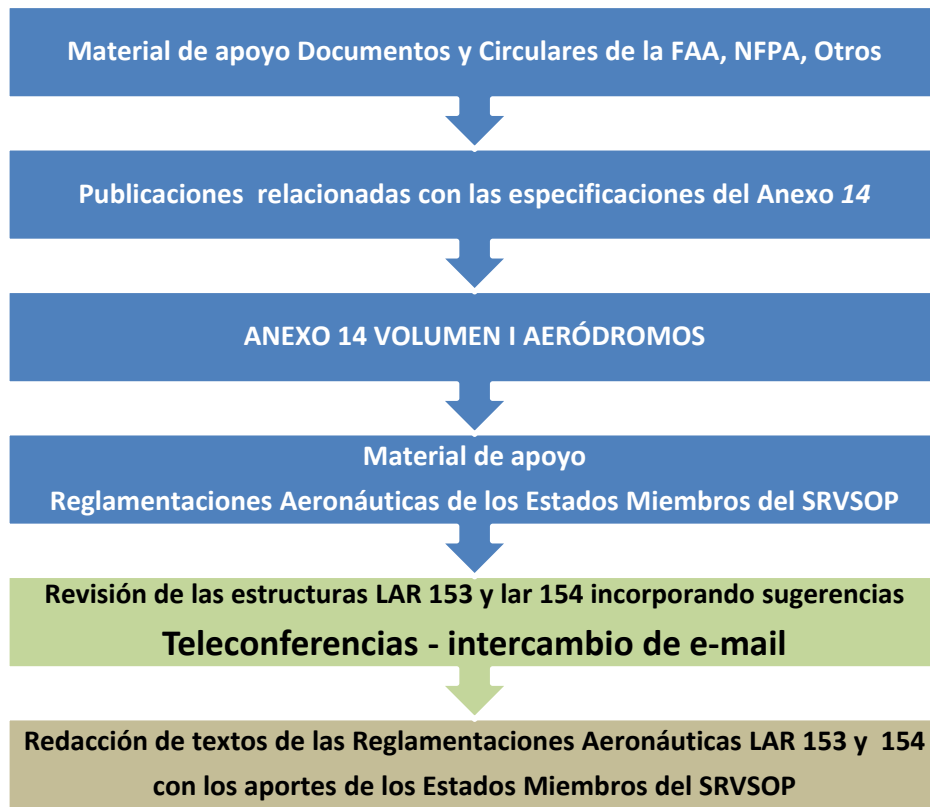 Material de apoyo Documentos y Circulares de la FAA, NFPA, Otros
Publicaciones relacionadas con las especificaciones del Anexo 14
ANEXO 14 VOLUMEN I AERÓDROMOS
Material de apoyo
Reglamentaciones Aeronáuticas de los Estados Miembros del SRVSOP
Revisión de las estructuras LAR 153 y lar 154 incorporando sugerencias
Teleconferencias - intercambio de e-mail
Redacción de textos de las Reglamentaciones Aeronáuticas LAR 153 y 154
con los aportes de los Estados Miembros del SRVSOP